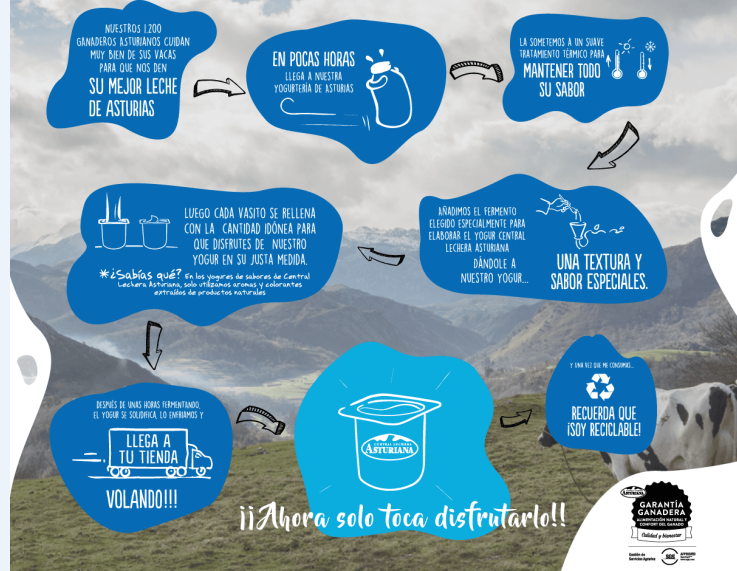 NUESTROS 1.200
GANADEROS ASTURIANOS CUIDAN
MUY BIEN DE SUS VACAS
PARA QUE NOS DEN
SU MEJOR LECHE
DE ASTURIAS
EN POCAS HORAS
LLEGA A NUESTRA
YOGURTERÍA DE ASTURIAS
LA SOMETEMOS A UN SUAVE
TRATAMIENTO TÉRMICO PARA
MANTENER TODO
SU SABOR
AÑADIMOS EL FERMENTO
ELEGIDO ESPECIALMENTE PARA
ELABORAR EL YOGUR CENTRAL
LECHERA ASTURIANA
DÁNDOLE A
NUESTRO YOGUR...
UNA TEXTURA Y
SABOR ESPECIALES.
LUEGO CADA VASITO SE RELLENA
CON LA CANTIDAD IDÓNEA PARA
QUE DISFRUTES DE NUESTRO
YOGUR EN SU JUSTA MEDIDA.
*¿Sabías qué? En los yogures de sabores de Central
Lechera Asturiana, solo utilizamos aromas y colorantes
extraídos de productos naturales
DESPUÉS DE UNAS HORAS FERMENTANDO,
EL YOGUR SE SOLIDIFICA, LO ENFRIAMOS Y
LLEGA A
TU TIENDA
VOLANDO!!!
CENTRAL LECHERA
ASTURIANA
¡¡Ahora solo toca disfrutarlo!!
Y UNA VEZ QUE ME CONSUMAS...
RECUERDA QUE
¡SOY RECICLABLE!
ASTURIANA
GARANTÍA
GANADERA
ALIMENTACIÓN NATURAL Y
CONFORT DEL GANADO
Calidad y bienestar
Gestión de
Servicios Agrarios
SGS